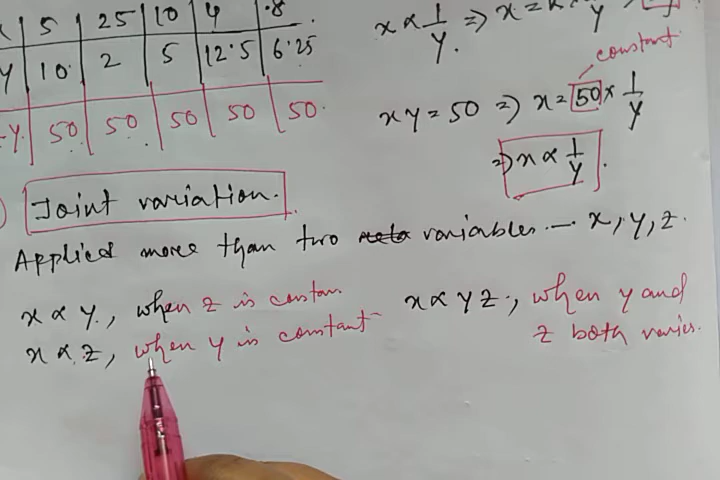 5 | 25 | 10 | 4 | .8
y | 10 | 2 | 5 | 12.5 | 6.25
y | 50 | 50 | 50 | 50 | 50
x ∝ 1/y. ⇒ x = k
y
constant
xy = 50 ⇒ x = 50 × 1/y
⇒ x ∝ 1/y.
Joint variation.
Applied more than two variables — x, y, z.
x ∝ y., when z is constan.
x ∝ z, when y is constant
x ∝ yz., when y and
z both varies.